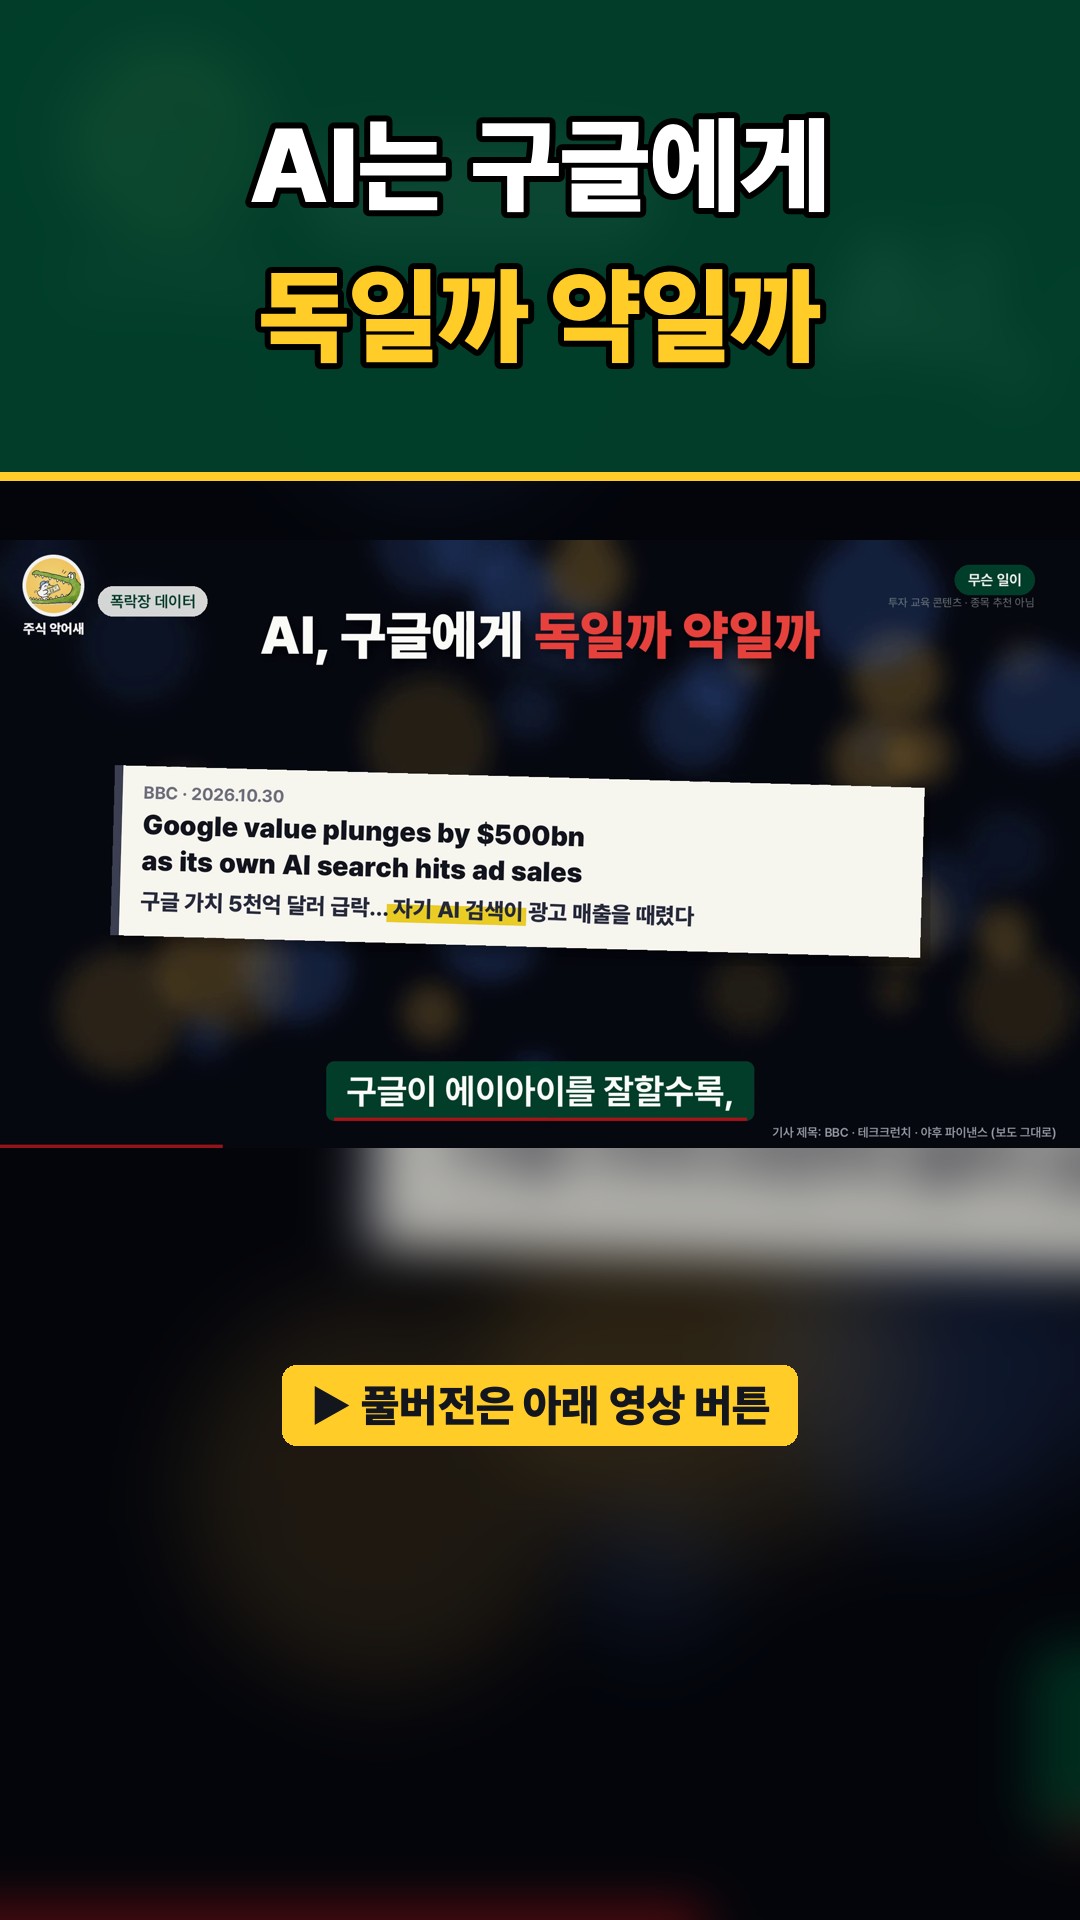 AI는 구글에게
독일까 약일까
주식 악어새
폭락장 데이터
무슨 일이
투자 교육 콘텐츠 · 종목 추천 아님
AI, 구글에게 독일까 약일까
BBC · 2026.10.30
Google value plunges by $500bn
as its own AI search hits ad sales
구글 가치 5천억 달러 급락... 자기 AI 검색이 광고 매출을 때렸다
구글이 에이아이를 잘할수록,
기사 제목: BBC · 테크크런치 · 야후 파이낸스 (보도 그대로)
▶ 풀버전은 아래 영상 버튼